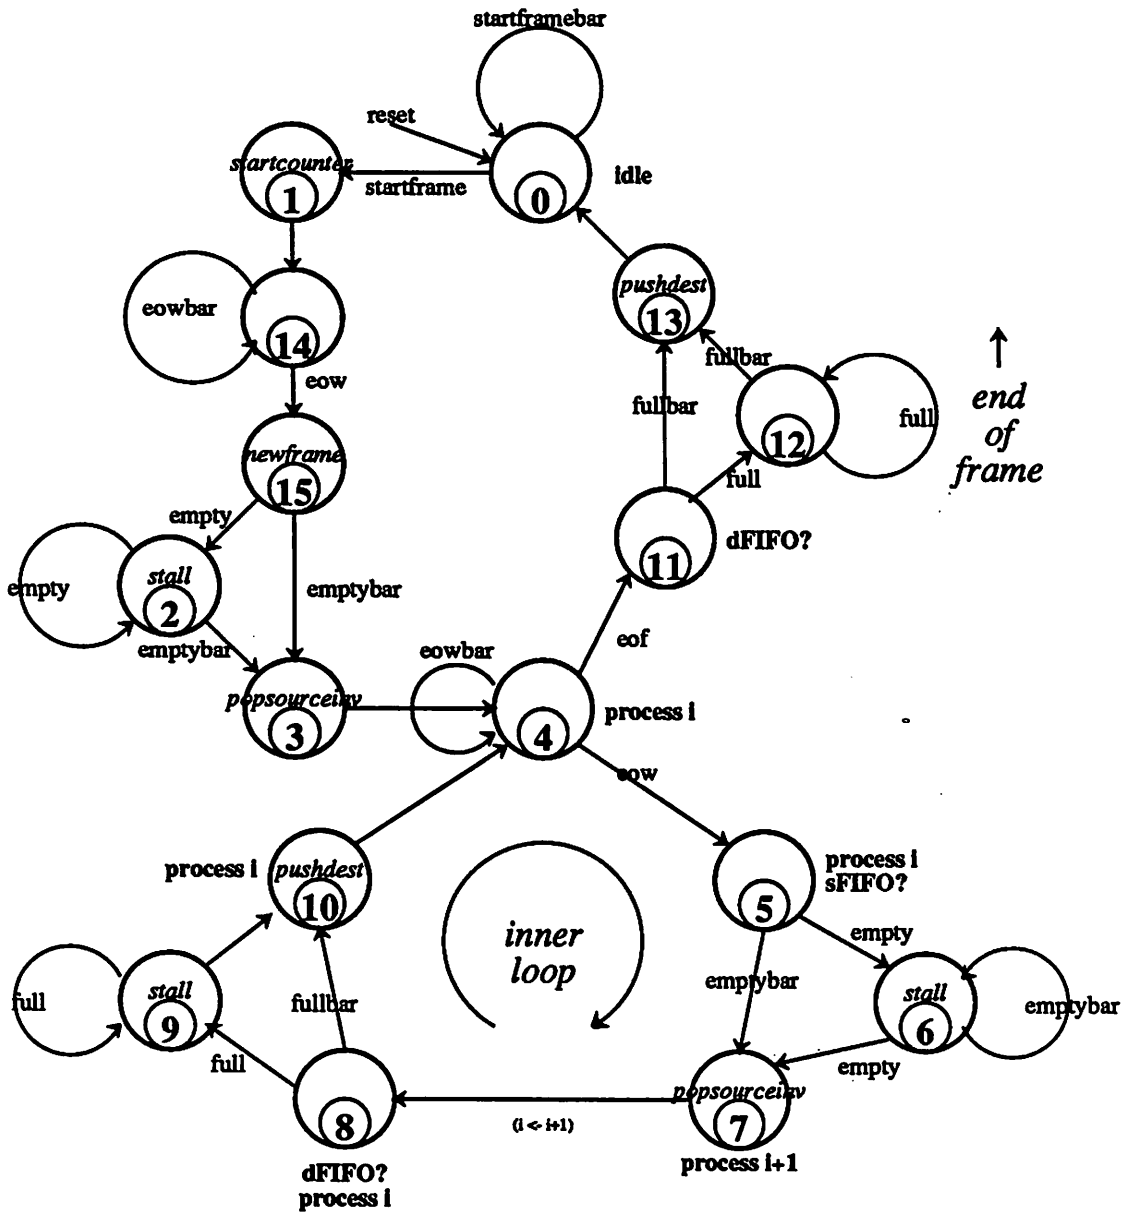 startframebar
reset
startcounter
1
startframe
0
idle
pushdest
13
eowbar
14
eow
fullbar
fullbar
12
full
end
of
frame
newframe
15
full
empty
11
dFIFO?
stall
2
empty
emptybar
emptybar
eof
eowbar
popsourceinv
3
4
process i
eow
process i
pushdest
10
process i
sFIFO?
5
inner
loop
empty
stall
9
full
fullbar
emptybar
stall
6
emptybar
full
empty
popsourceinv
7
8
(i <- i+1)
process i+1
dFIFO?
process i